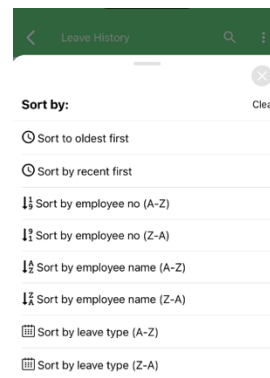 Leave History
Sort by:
Clea
Sort to oldest first
Sort by recent first
Sort by employee no (A-Z)
Sort by employee no (Z-A)
Sort by employee name (A-Z)
Sort by employee name (Z-A)
Sort by leave type (A-Z)
Sort by leave type (Z-A)